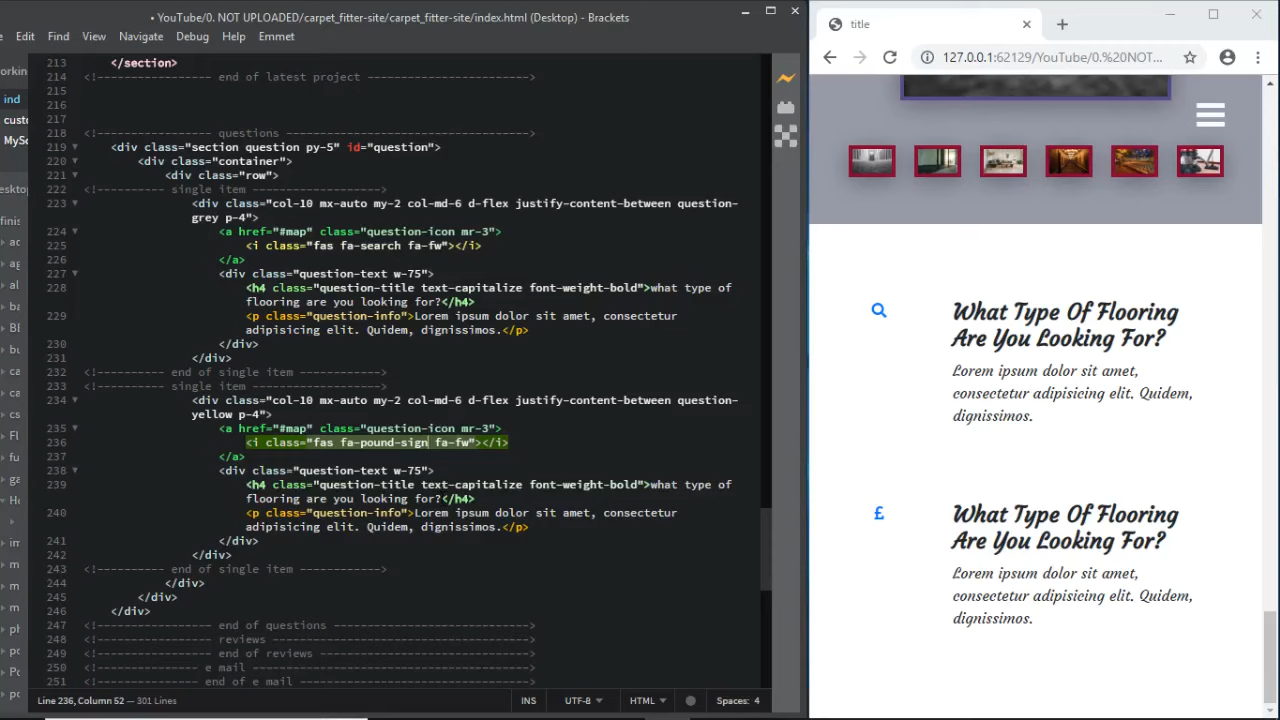 • YouTube/0. NOT UPLOADED/carpet_fitter-site/carpet_fitter-site/index.html (Desktop) - Brackets
e Edit Find View Navigate Debug Help Emmet
213 </section>
214 <!---------------- end of latest project ------------------------>
215
216
217
218 <!---------------- questions ------------------------------------->
219 <div class="section question py-5" id="question">
220 <div class="container">
221 <div class="row">
222 <!---------- single item ------------------->
223 <div class="col-10 mx-auto my-2 col-md-6 d-flex justify-content-between question-
grey p-4">
224 <a href="#map" class="question-icon mr-3">
225 <i class="fas fa-search fa-fw"></i>
226 </a>
227 <div class="question-text w-75">
228 <h4 class="question-title text-capitalize font-weight-bold">what type of
flooring are you looking for?</h4>
229 <p class="question-info">Lorem ipsum dolor sit amet, consectetur
adipisicing elit. Quidem, dignissimos.</p>
230 </div>
231 </div>
232 <!---------- end of single item ------------->
233 <!---------- single item ------------------->
234 <div class="col-10 mx-auto my-2 col-md-6 d-flex justify-content-between question-
yellow p-4">
235 <a href="#map" class="question-icon mr-3">
236 <i class="fas fa-pound-sign fa-fw"></i>
237 </a>
238 <div class="question-text w-75">
239 <h4 class="question-title text-capitalize font-weight-bold">what type of
flooring are you looking for?</h4>
240 <p class="question-info">Lorem ipsum dolor sit amet, consectetur
adipisicing elit. Quidem, dignissimos.</p>
241 </div>
242 </div>
243 <!---------- end of single item ------------->
244 </div>
245 </div>
246 </div>
247 <!---------------- end of questions ------------------------------>
248 <!---------------- reviews --------------------------------------->
249 <!---------------- end of reviews -------------------------------->
250 <!-------------- e mail ------------------------------------------>
251 <!-------------- end of e mail ----------------------------------->
Line 236, Column 52 — 301 Lines
INS UTF-8 HTML Spaces: 4
title
127.0.0.1:62129/YouTube/0.%20NOT...
What Type Of Flooring
Are You Looking For?
Lorem ipsum dolor sit amet,
consectetur adipisicing elit. Quidem,
dignissimos.
£
What Type Of Flooring
Are You Looking For?
Lorem ipsum dolor sit amet,
consectetur adipisicing elit. Quidem,
dignissimos.